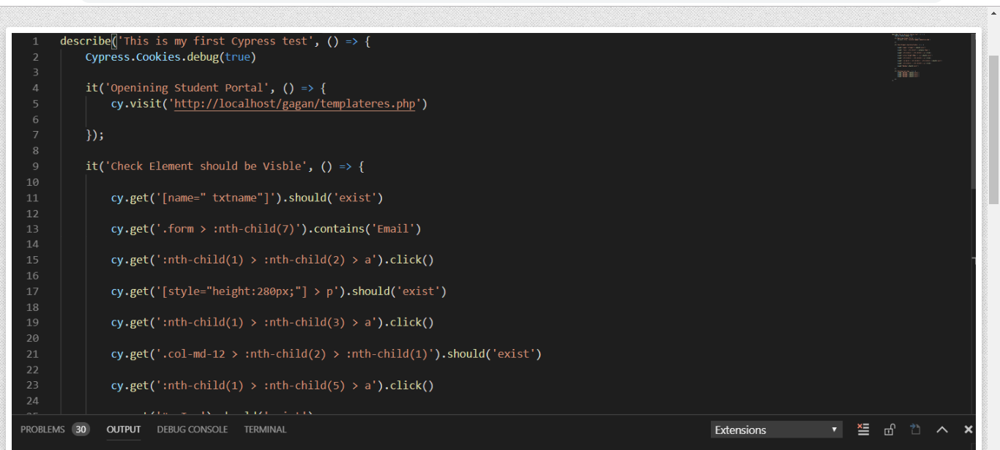 1 describe('This is my first Cypress test', () => {
2 Cypress.Cookies.debug(true)
3
4 it('Openining Student Portal', () => {
5 cy.visit('http://localhost/gagan/templateres.php')
6
7 });
8
9 it('Check Element should be Visble', () => {
10
11 cy.get('[name=" txtname"]').should('exist')
12
13 cy.get('.form > :nth-child(7)').contains('Email')
14
15 cy.get(':nth-child(1) > :nth-child(2) > a').click()
16
17 cy.get('[style="height:280px;"] > p').should('exist')
18
19 cy.get(':nth-child(1) > :nth-child(3) > a').click()
20
21 cy.get('.col-md-12 > :nth-child(2) > :nth-child(1)').should('exist')
22
23 cy.get(':nth-child(1) > :nth-child(5) > a').click()
24
PROBLEMS 30 OUTPUT DEBUG CONSOLE TERMINAL Extensions